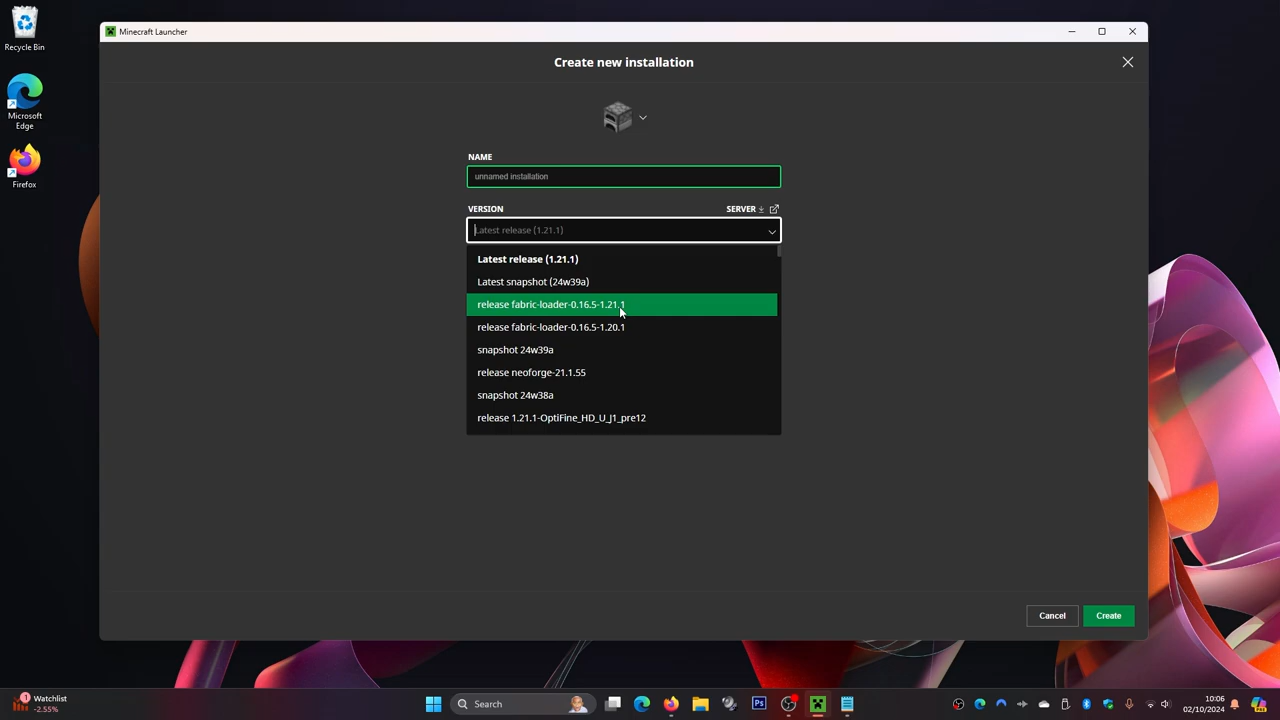 Recycle Bin
Microsoft
Edge
Firefox
Minecraft Launcher
Create new installation
NAME
unnamed installation
VERSION
SERVER
Latest release (1.21.1)
Latest release (1.21.1)
Latest snapshot (24w39a)
release fabric-loader-0.16.5-1.21.1
release fabric-loader-0.16.5-1.20.1
snapshot 24w39a
release neoforge-21.1.55
snapshot 24w38a
release 1.21.1-OptiFine_HD_U_J1_pre12
Cancel
Create
1
Watchlist
-2.55%
Search
Ps
10:06
02/10/2024